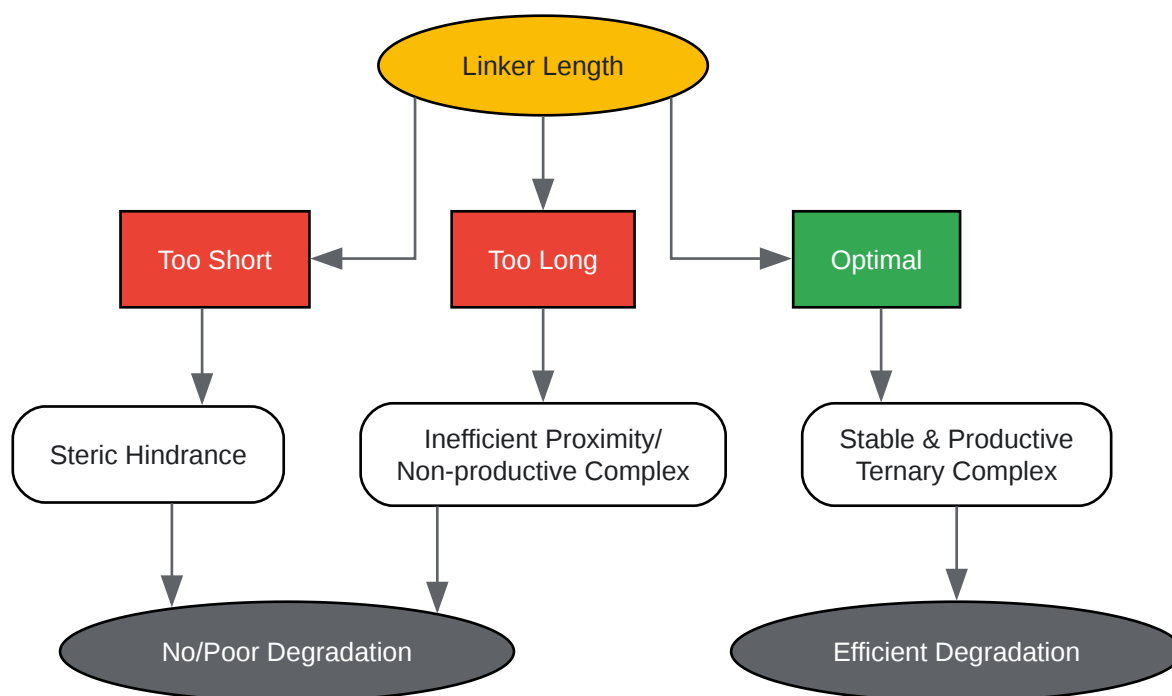 Linker Length
Too Short
Too Long
Optimal
Steric Hindrance
Inefficient Proximity/
Non-productive Complex
Stable & Productive
Ternary Complex
No/Poor Degradation
Efficient Degradation